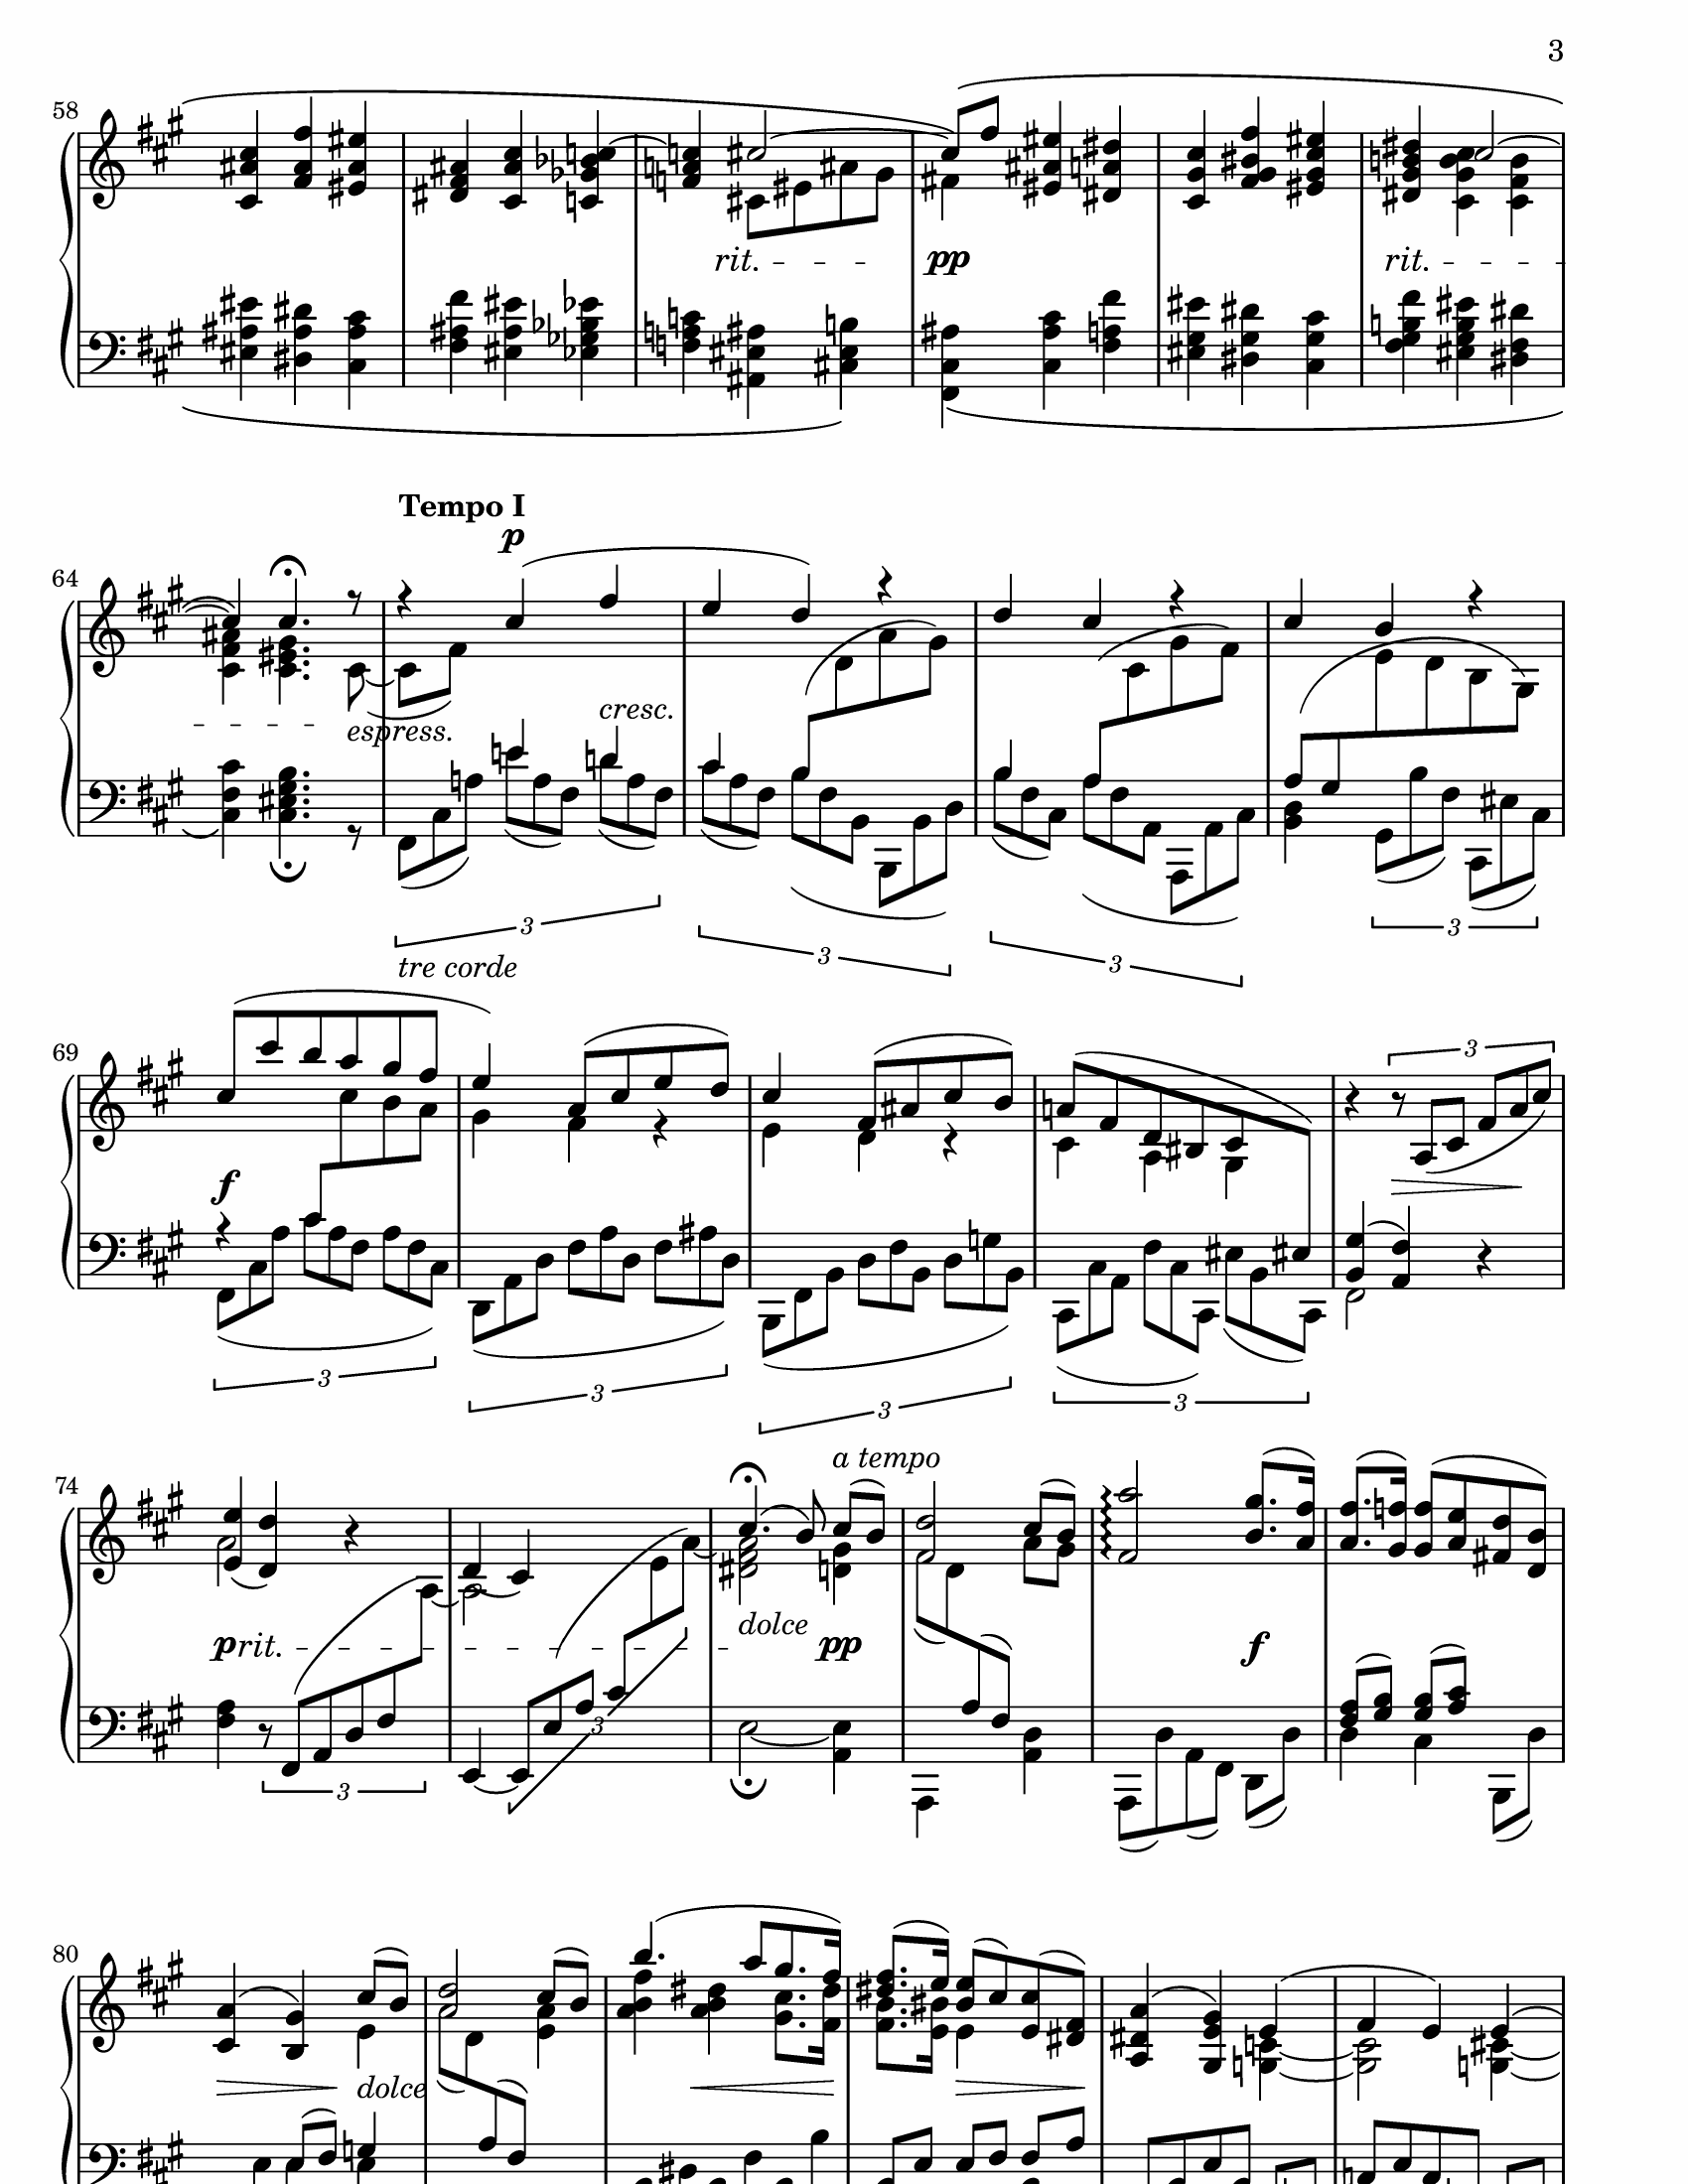 3
58
rit.
pp
rit.
Tempo I
p
64
espress.
cresc.
3
3
3
3
tre corde
69
f
3
3
3
3
3
a tempo
74
p rit.
dolce
pp
f
3
3
80
dolce